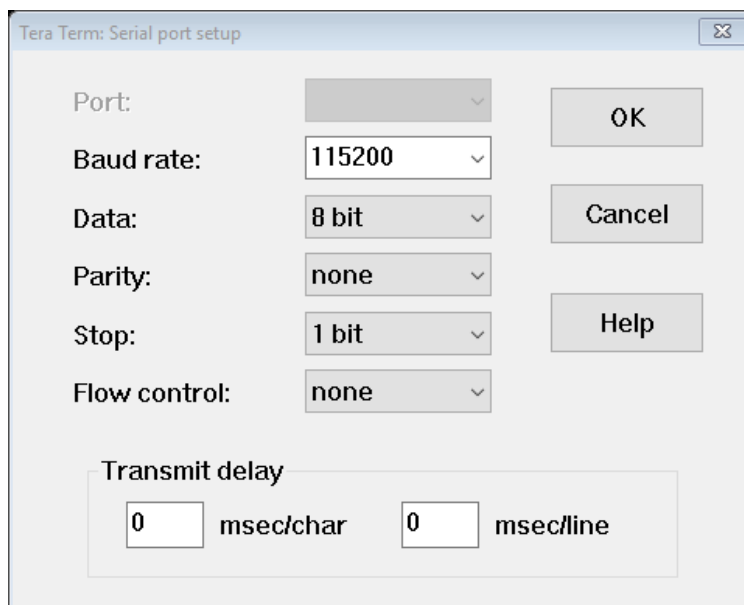 Tera Term: Serial port setup
Port:
OK
Baud rate: 115200
Data: 8 bit
Cancel
Parity: none
Stop: 1 bit
Help
Flow control: none
Transmit delay
0 msec/char 0 msec/line